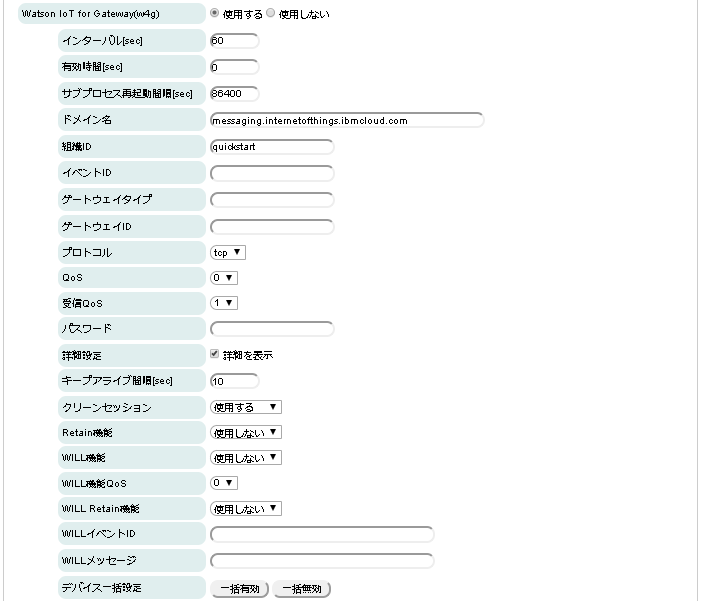 Watson IoT for Gateway(w4g) 使用する 使用しない
インターバル[sec] 60
有効時間[sec] 0
サブプロセス再起動間隔[sec] 86400
ドメイン名 messaging.internetofthings.ibmcloud.com
組織ID quickstart
イベントID
ゲートウェイタイプ
ゲートウェイID
プロトコル tcp
QoS 0
受信QoS 1
パスワード
詳細設定 詳細を表示
キープアライブ間隔[sec] 10
クリーンセッション 使用する
Retain機能 使用しない
WILL機能 使用しない
WILL機能QoS 0
WILL Retain機能 使用しない
WILLイベントID
WILLメッセージ
デバイス一括設定 一括有効 一括無効